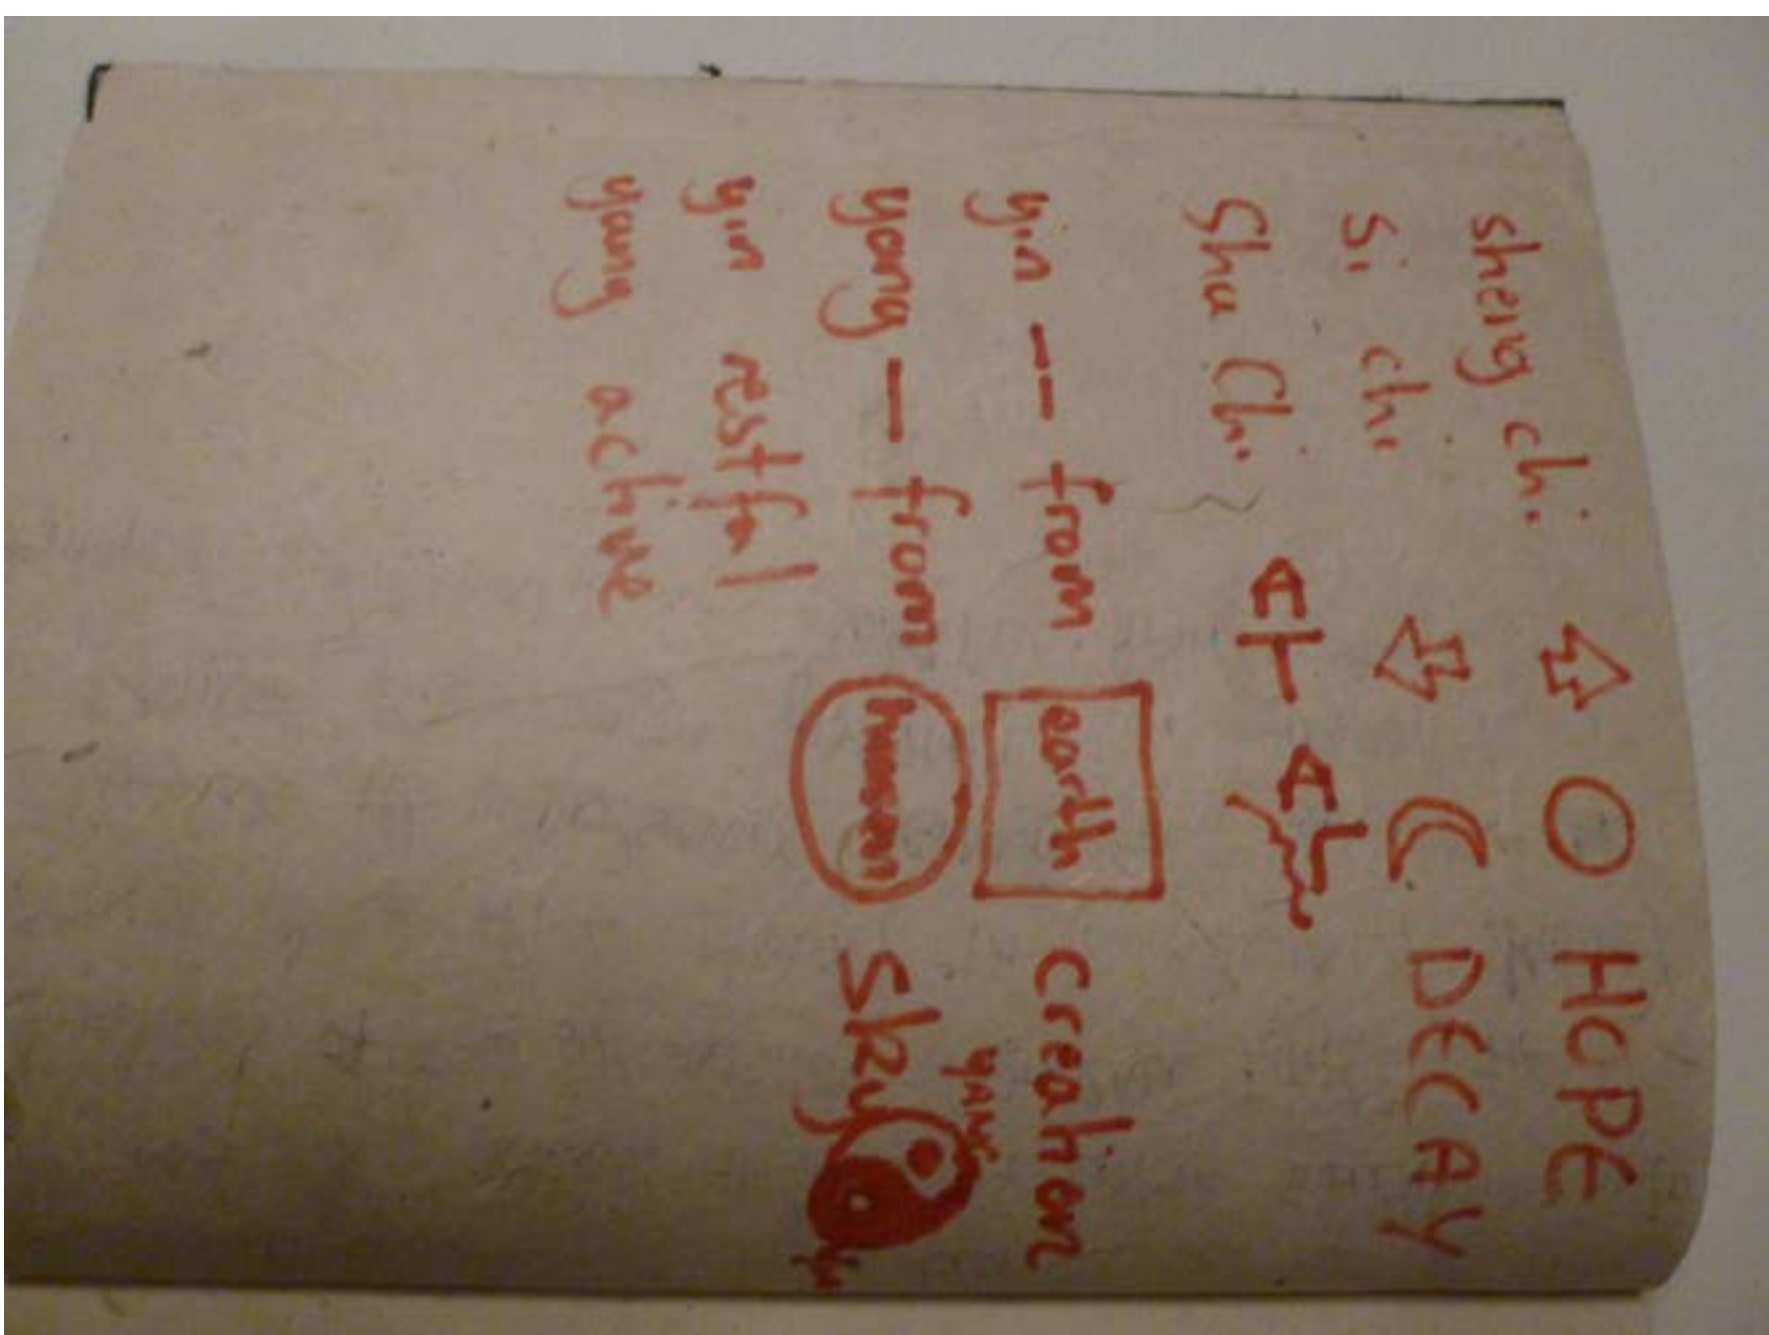 sheng chi HOPE
Si chi DECAY
Sha Chi
yin -- from earth creation
yang — from human sky
YANG
yin restful
yang active